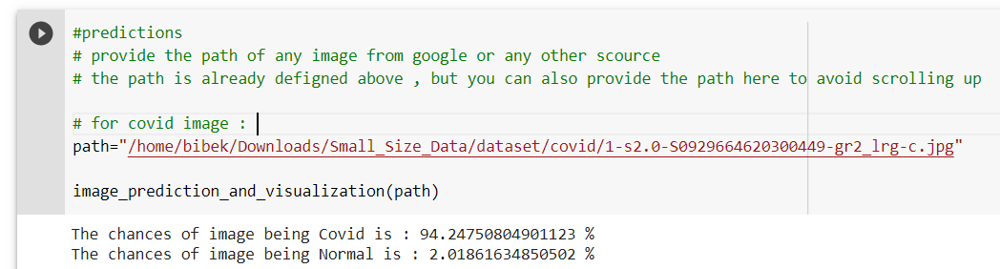 #predictions
# provide the path of any image from google or any other scource
# the path is already defigned above , but you can also provide the path here to avoid scrolling up
# for covid image :
path="/home/bibek/Downloads/Small_Size_Data/dataset/covid/1-s2.0-S0929664620300449-gr2_lrg-c.jpg"
image_prediction_and_visualization(path)
The chances of image being Covid is : 94.24750804901123 %
The chances of image being Normal is : 2.01861634850502 %